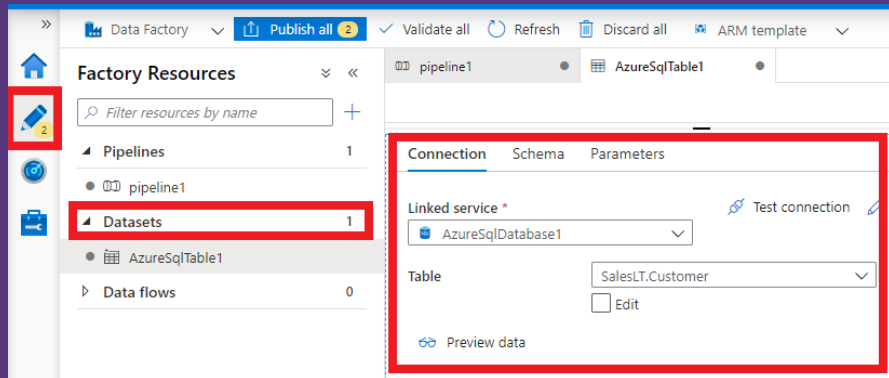 »
Data Factory
Publish all 2
Validate all
Refresh
Discard all
ARM template
2
Factory Resources
«
Filter resources by name
+
Pipelines 1
pipeline1
Datasets 1
AzureSqlTable1
Data flows 0
pipeline1
AzureSqlTable1
Connection Schema Parameters
Linked service *
Test connection
AzureSqlDatabase1
Table
SalesLT.Customer
Edit
Preview data